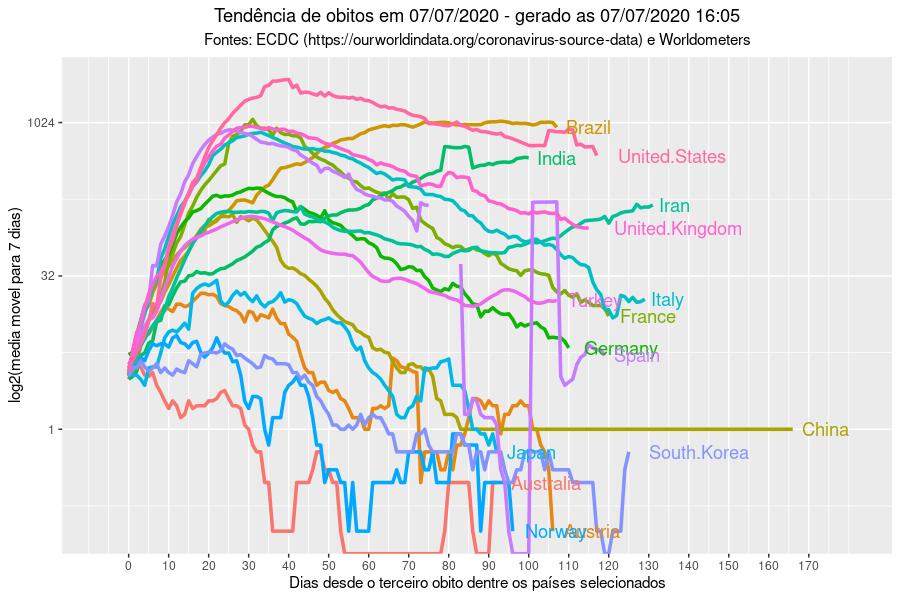 Tendência de obitos em 07/07/2020 - gerado as 07/07/2020 16:05
Fontes: ECDC (https://ourworldindata.org/coronavirus-source-data) e Worldometers
log2(media movel para 7 dias)
1024
32
1
Brazil
United.States
India
Iran
United.Kingdom
Turkey
Italy
France
Germany
Spain
China
Japan
South.Korea
Australia
Norway
Austria
0 10 20 30 40 50 60 70 80 90 100 110 120 130 140 150 160 170
Dias desde o terceiro obito dentre os países selecionados